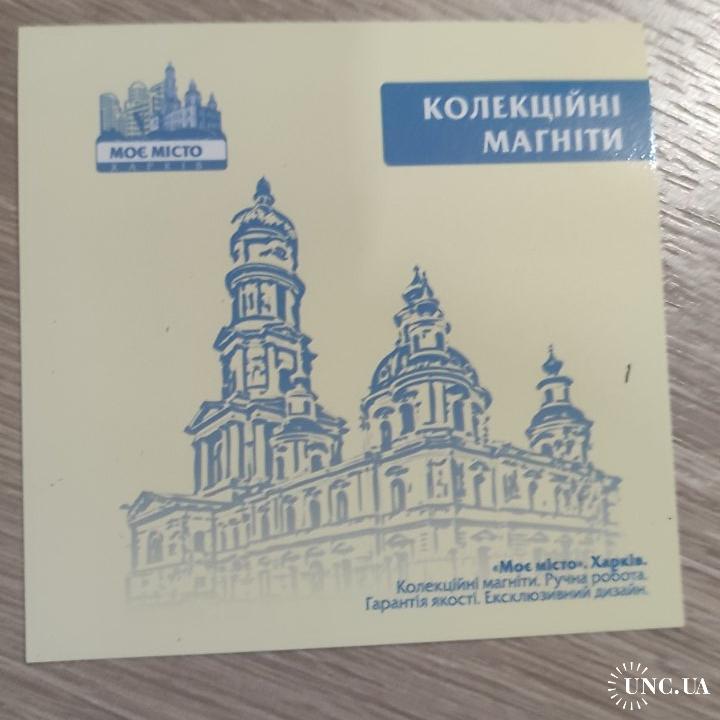 МОЄ МІСТО
ХАРКІВ
КОЛЕКЦІЙНІ
МАГНІТИ
«Моє місто». Харків.
Колекційні магніти. Ручна робота.
Гарантія якості. Ексклюзивний дизайн.
UNC.UA